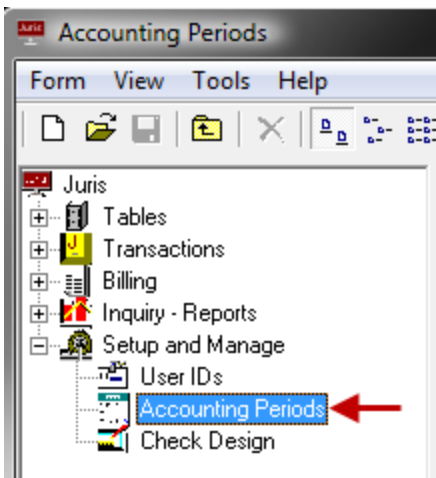 Accounting Periods
Form View Tools Help
Juris
Tables
Transactions
Billing
Inquiry - Reports
Setup and Manage
User IDs
Accounting Periods
Check Design